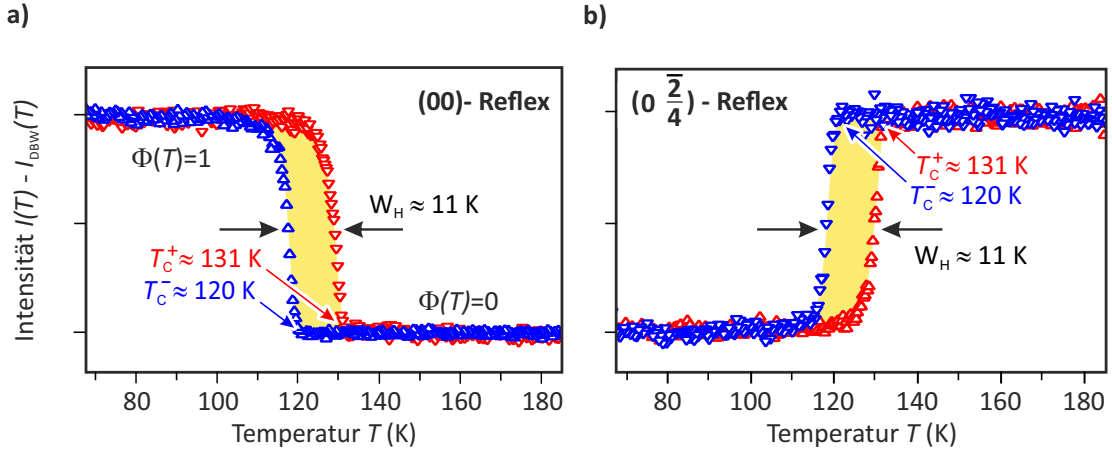 a)
Intensität I(T) - I_DBW(T)
(00)- Reflex
Φ(T)=1
W_H ≈ 11 K
T_C^+ ≈ 131 K
T_C^- ≈ 120 K
Φ(T)=0
80 100 120 140 160 180
Temperatur T (K)
b)
(0 \overline{2}/4) - Reflex
T_C^+ ≈ 131 K
T_C^- ≈ 120 K
W_H ≈ 11 K
80 100 120 140 160 180
Temperatur T (K)